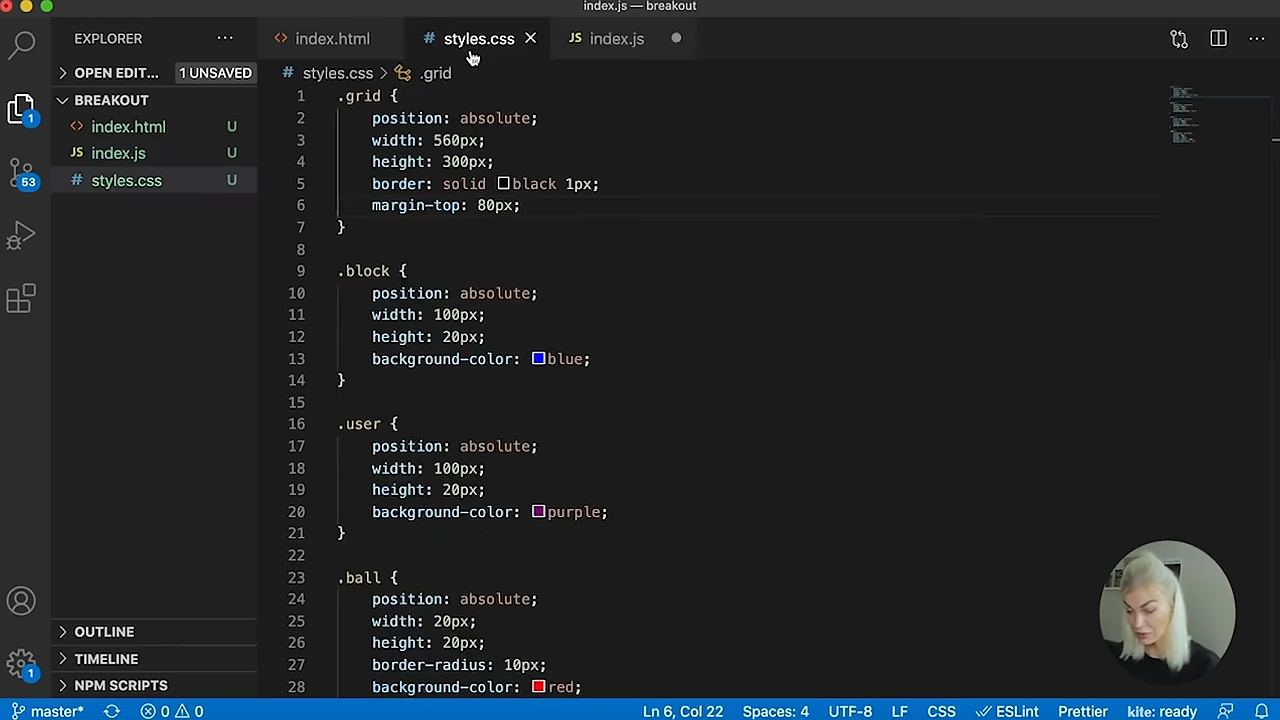 index.js — breakout
EXPLORER ···
index.html
# styles.css
JS index.js
OPEN EDIT... 1 UNSAVED
# styles.css > .grid
BREAKOUT
index.html U
JS index.js U
# styles.css U
1
53
1
1 .grid {
2 position: absolute;
3 width: 560px;
4 height: 300px;
5 border: solid black 1px;
6 margin-top: 80px;
7 }
8
9 .block {
10 position: absolute;
11 width: 100px;
12 height: 20px;
13 background-color: blue;
14 }
15
16 .user {
17 position: absolute;
18 width: 100px;
19 height: 20px;
20 background-color: purple;
21 }
22
23 .ball {
24 position: absolute;
25 width: 20px;
26 height: 20px;
27 border-radius: 10px;
28 background-color: red;
OUTLINE
TIMELINE
NPM SCRIPTS
master* 0 0 Ln 6, Col 22 Spaces: 4 UTF-8 LF CSS ESLint Prettier kite: ready